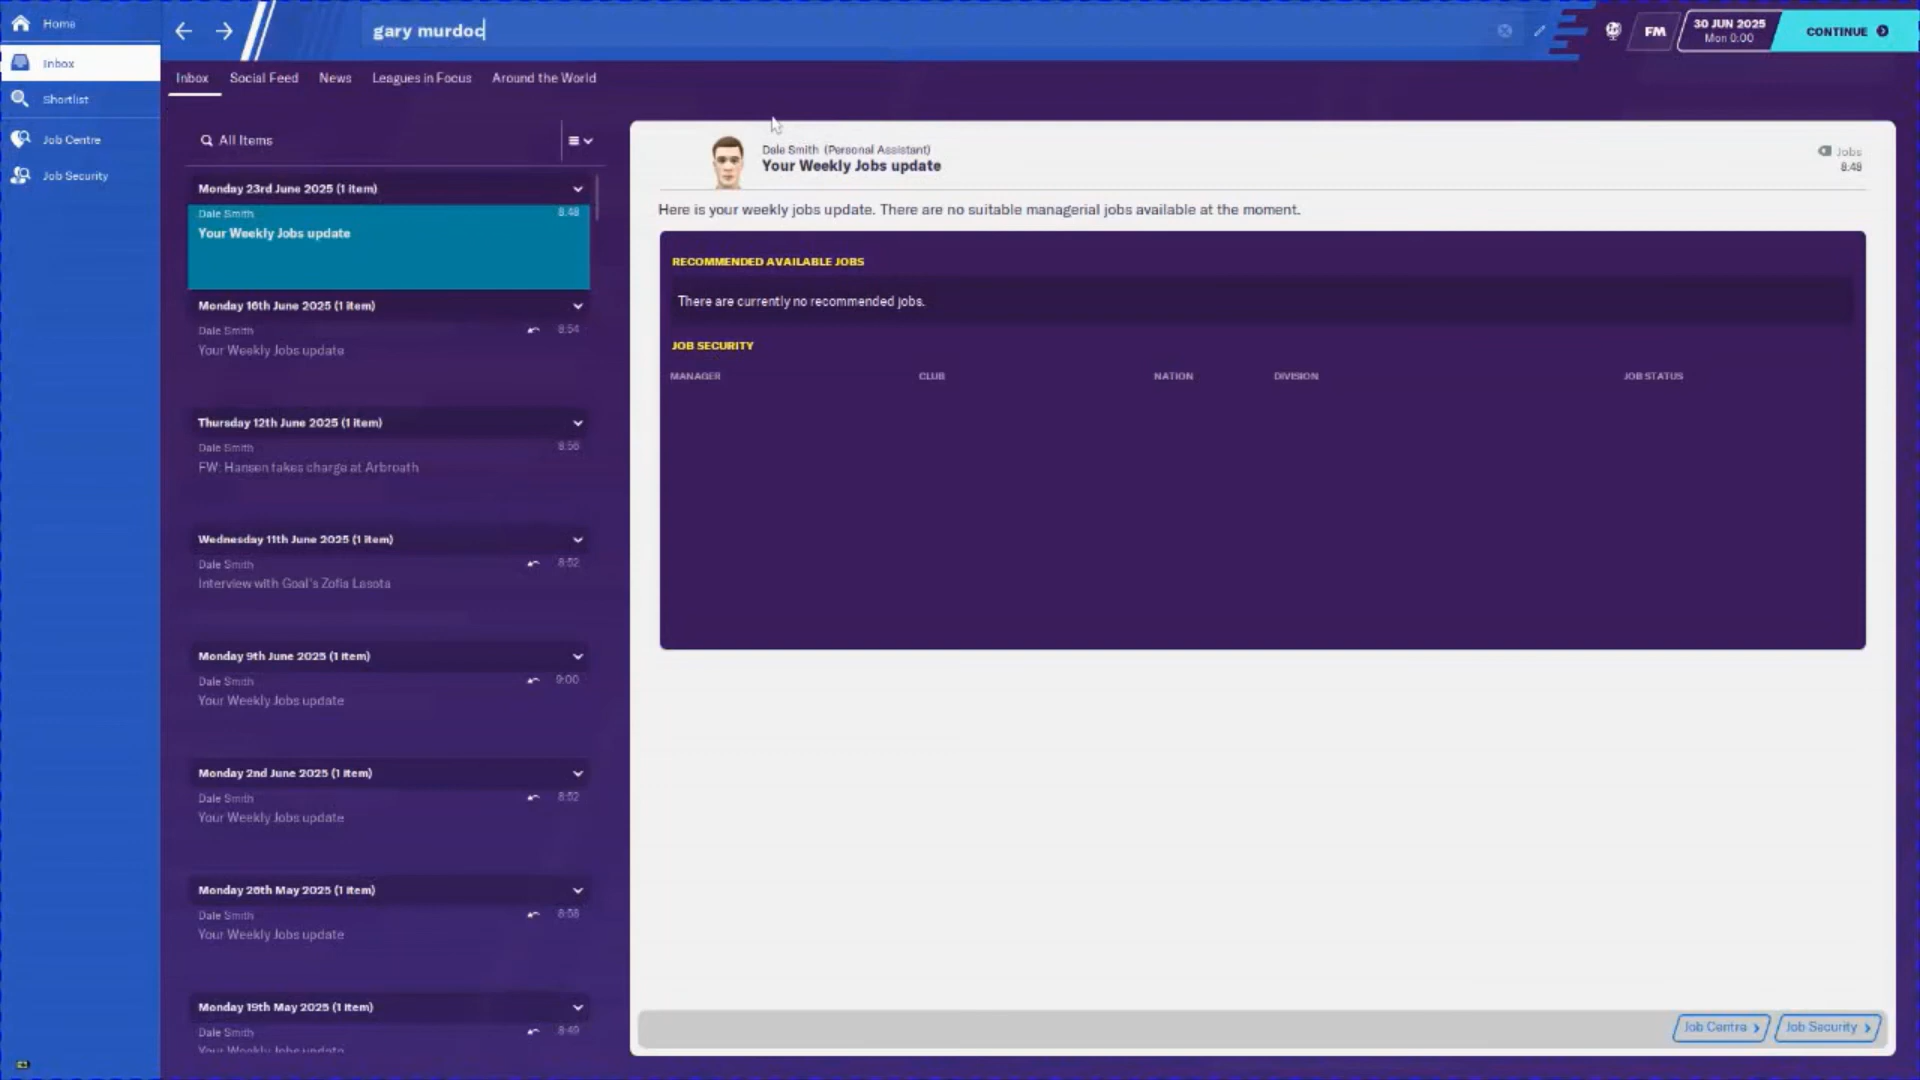 Home
Inbox
Shortlist
Job Centre
Job Security
gary murdoc
FM
30 JUN 2025
Mon 0:00
CONTINUE
Inbox
Social Feed
News
Leagues in Focus
Around the World
All Items
Monday 23rd June 2025 (1 item)
Dale Smith
8:48
Your Weekly Jobs update
Monday 16th June 2025 (1 item)
Dale Smith
8:54
Your Weekly Jobs update
Thursday 12th June 2025 (1 item)
Dale Smith
8:56
FW: Hansen takes charge at Arbroath
Wednesday 11th June 2025 (1 item)
Dale Smith
8:52
Interview with Goal's Zofia Lasota
Monday 9th June 2025 (1 item)
Dale Smith
9:00
Your Weekly Jobs update
Monday 2nd June 2025 (1 item)
Dale Smith
8:52
Your Weekly Jobs update
Monday 26th May 2025 (1 item)
Dale Smith
8:58
Your Weekly Jobs update
Monday 19th May 2025 (1 item)
Dale Smith
8:49
Your Weekly Jobs update
Dale Smith (Personal Assistant)
Your Weekly Jobs update
Jobs
8:48
Here is your weekly jobs update. There are no suitable managerial jobs available at the moment.
RECOMMENDED AVAILABLE JOBS
There are currently no recommended jobs.
JOB SECURITY
MANAGER CLUB NATION DIVISION JOB STATUS
Job Centre
Job Security